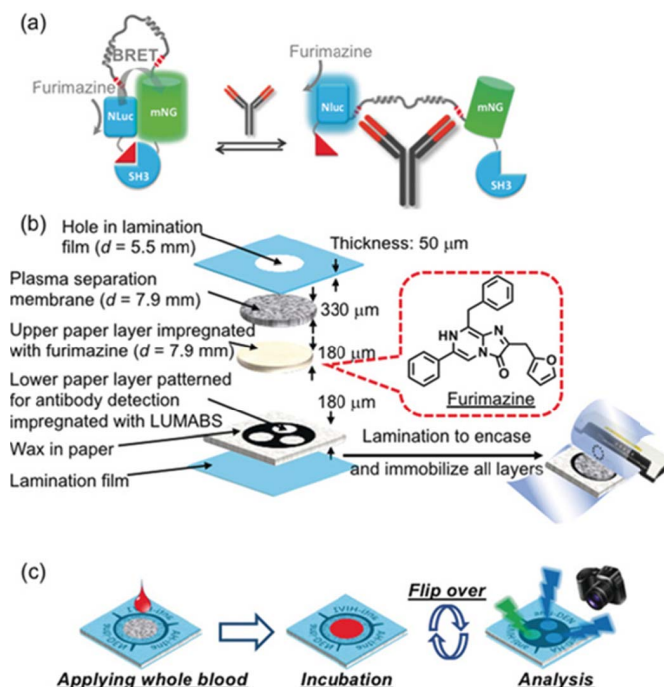 (a)
BRET
Furimazine
NLuc
mNG
SH3
Furimazine
Nluc
mNG
SH3
(b)
Hole in lamination
film (d = 5.5 mm)
Thickness: 50 μm
Plasma separation
membrane (d = 7.9 mm)
330 μm
Upper paper layer impregnated
with furimazine (d = 7.9 mm)
180 μm
Lower paper layer patterned
for antibody detection
impregnated with LUMABS
180 μm
Wax in paper
Lamination film
HN
N
N
N
O
O
Furimazine
Lamination to encase
and immobilize all layers
(c)
Flip over
Applying whole blood
Incubation
Analysis